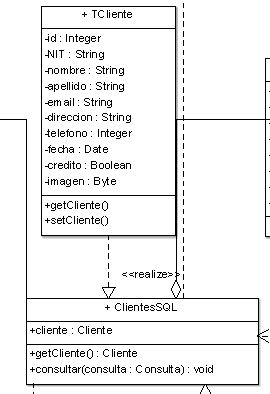 + TCliente
-id : Integer
-NIT : String
-nombre : String
-apellido : String
-email : String
-direccion : String
-telefono : Integer
-fecha : Date
-credito : Boolean
-imagen : Byte
+getCliente()
+setCliente()
<<realize>>
+ ClientesSQL
+cliente : Cliente
+getCliente() : Cliente
+consultar(consulta : Consulta) : void